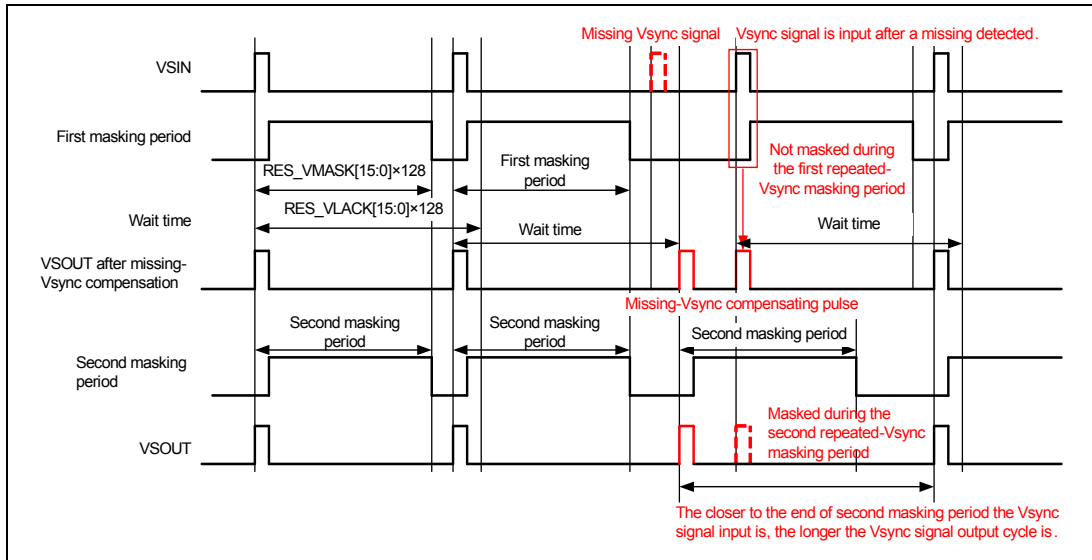 Missing Vsync signal
Vsync signal is input after a missing detected.
VSIN
First masking period
RES_VMASK[15:0]×128
First masking
period
Not masked during
the first repeated-
Vsync masking period
RES_VLACK[15:0]×128
Wait time
Wait time
Wait time
VSOUT after missing-
Vsync compensation
Missing-Vsync compensating pulse
Second masking
period
Second masking
period
Second masking period
Second masking
period
Masked during the
second repeated-Vsync
masking period
VSOUT
The closer to the end of second masking period the Vsync
signal input is, the longer the Vsync signal output cycle is.